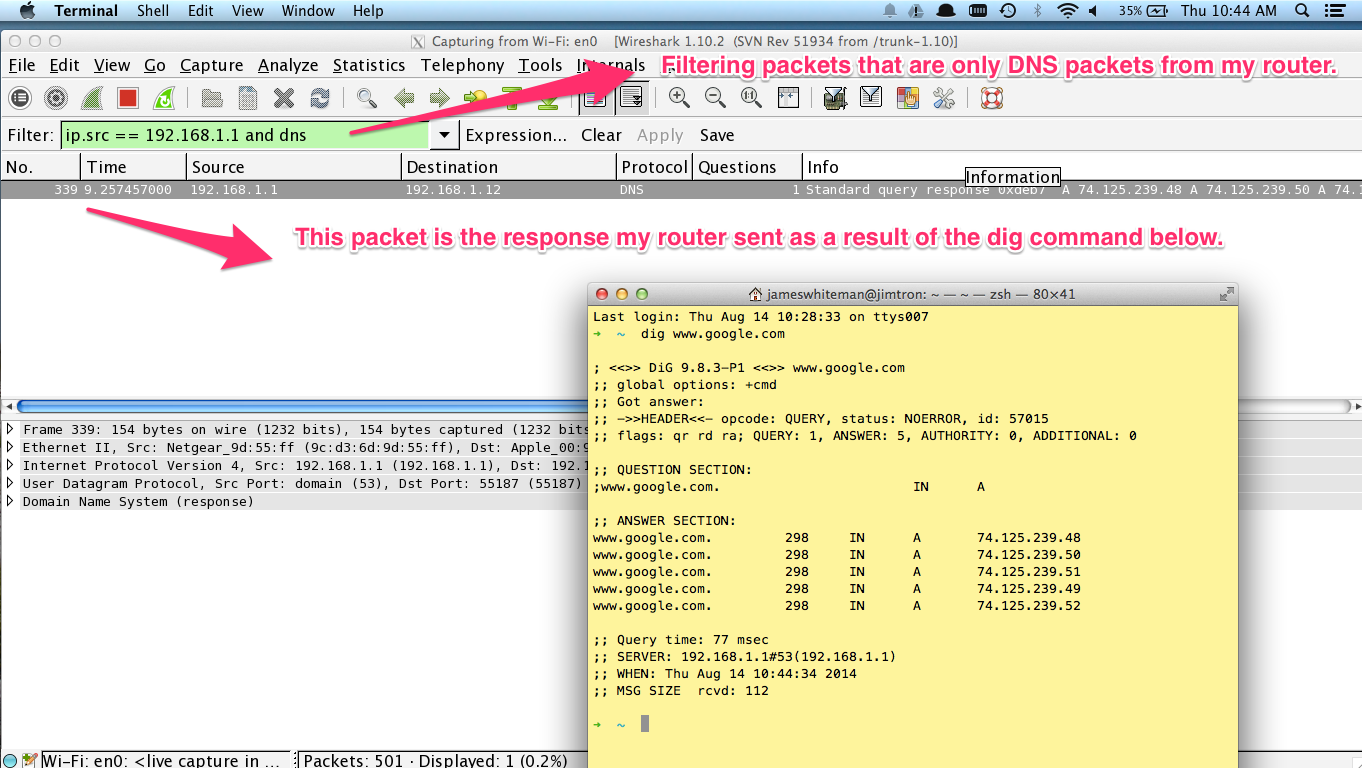 Terminal Shell Edit View Window Help 35% Thu 10:44 AM
Capturing from Wi-Fi: en0 [Wireshark 1.10.2 (SVN Rev 51934 from /trunk-1.10)]
File Edit View Go Capture Analyze Statistics Telephony Tools Internals
Filtering packets that are only DNS packets from my router.
Filter: ip.src == 192.168.1.1 and dns Expression... Clear Apply Save
No. Time Source Destination Protocol Questions Info
Information
339 9.257457000 192.168.1.1 192.168.1.12 DNS 1 Standard query response 0xdeb7 A 74.125.239.48 A 74.125.239.50 A 74.1
This packet is the response my router sent as a result of the dig command below.
jameswhiteman@jimtron: ~ — ~ — zsh — 80×41
Last login: Thu Aug 14 10:28:33 on ttys007
➜ ~ dig www.google.com
; <<>> DiG 9.8.3-P1 <<>> www.google.com
;; global options: +cmd
;; Got answer:
;; ->>HEADER<<- opcode: QUERY, status: NOERROR, id: 57015
;; flags: qr rd ra; QUERY: 1, ANSWER: 5, AUTHORITY: 0, ADDITIONAL: 0
;; QUESTION SECTION:
;www.google.com. IN A
;; ANSWER SECTION:
www.google.com. 298 IN A 74.125.239.48
www.google.com. 298 IN A 74.125.239.50
www.google.com. 298 IN A 74.125.239.51
www.google.com. 298 IN A 74.125.239.49
www.google.com. 298 IN A 74.125.239.52
;; Query time: 77 msec
;; SERVER: 192.168.1.1#53(192.168.1.1)
;; WHEN: Thu Aug 14 10:44:34 2014
;; MSG SIZE rcvd: 112
➜ ~
Frame 339: 154 bytes on wire (1232 bits), 154 bytes captured (1232 bits
Ethernet II, Src: Netgear_9d:55:ff (9c:d3:6d:9d:55:ff), Dst: Apple_00:9
Internet Protocol Version 4, Src: 192.168.1.1 (192.168.1.1), Dst: 192.1
User Datagram Protocol, Src Port: domain (53), Dst Port: 55187 (55187)
Domain Name System (response)
Wi-Fi: en0: <live capture in ... Packets: 501 · Displayed: 1 (0.2%)